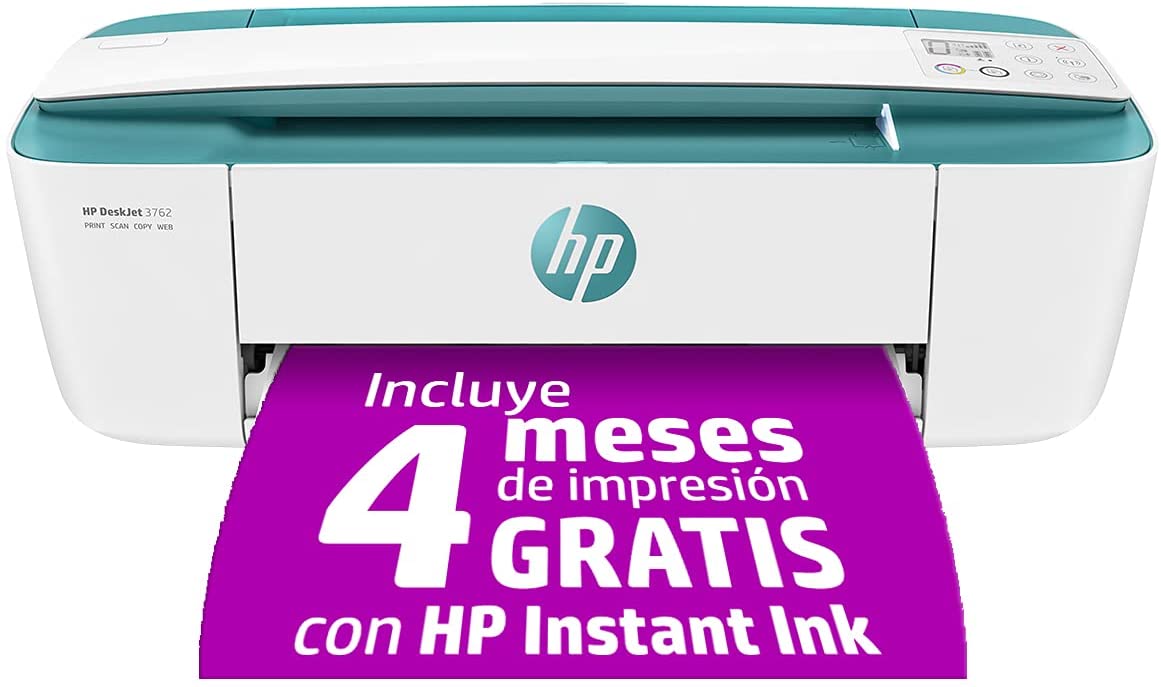 HP DeskJet 3762
PRINT SCAN COPY WEB
hp
Incluye
4 meses
de impresión
GRATIS
con HP Instant Ink